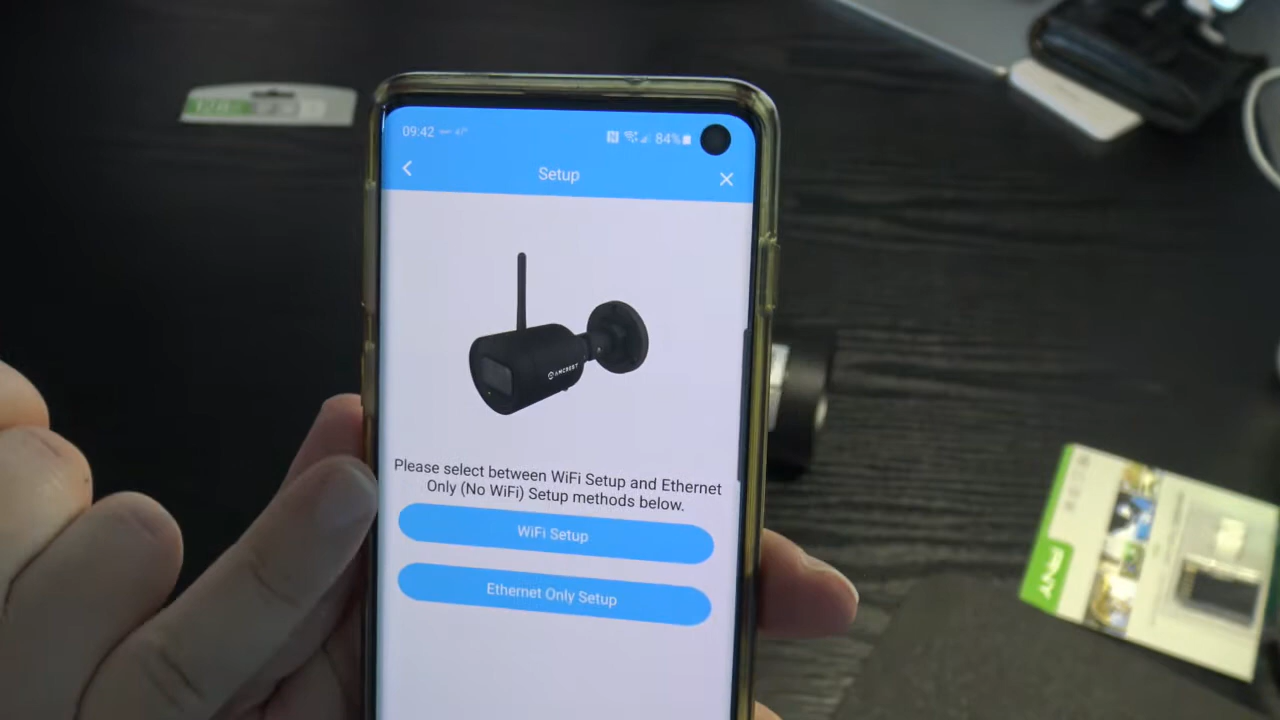 09:42
84%
Setup
AMCREST
Please select between WiFi Setup and Ethernet
Only (No WiFi) Setup methods below.
WiFi Setup
Ethernet Only Setup
PNY